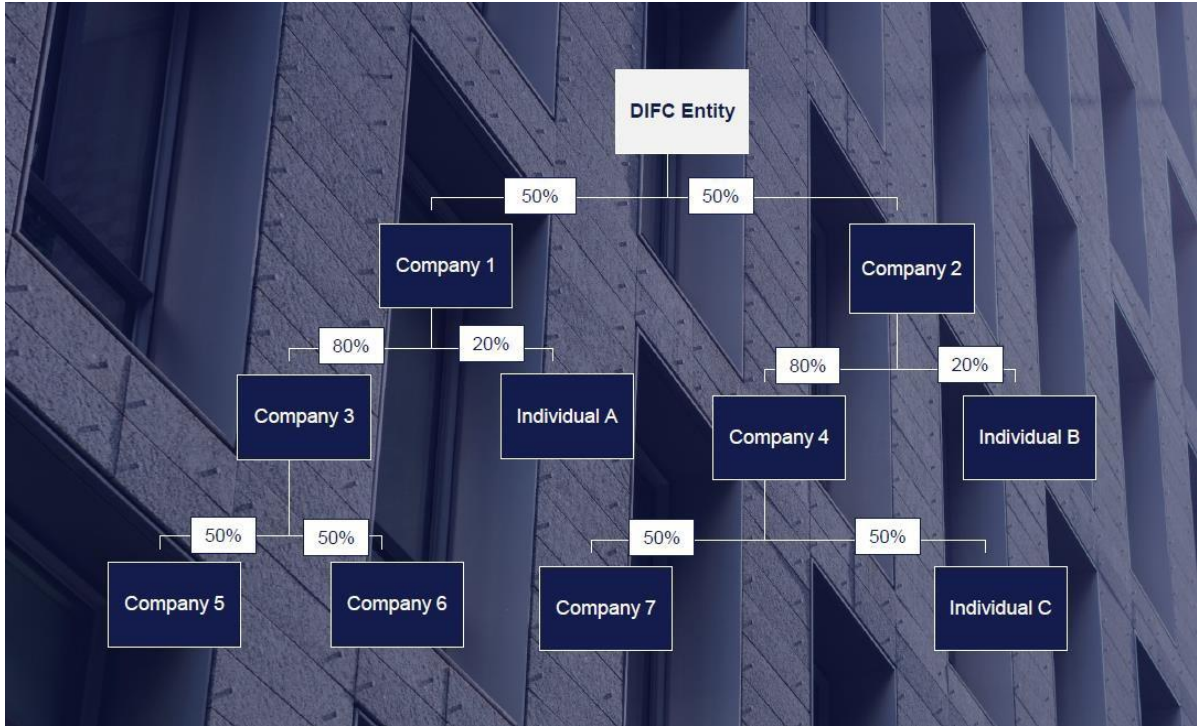 DIFC Entity
50%
50%
Company 1
Company 2
80%
20%
80%
20%
Company 3
Individual A
Company 4
Individual B
50%
50%
50%
50%
Company 5
Company 6
Company 7
Individual C